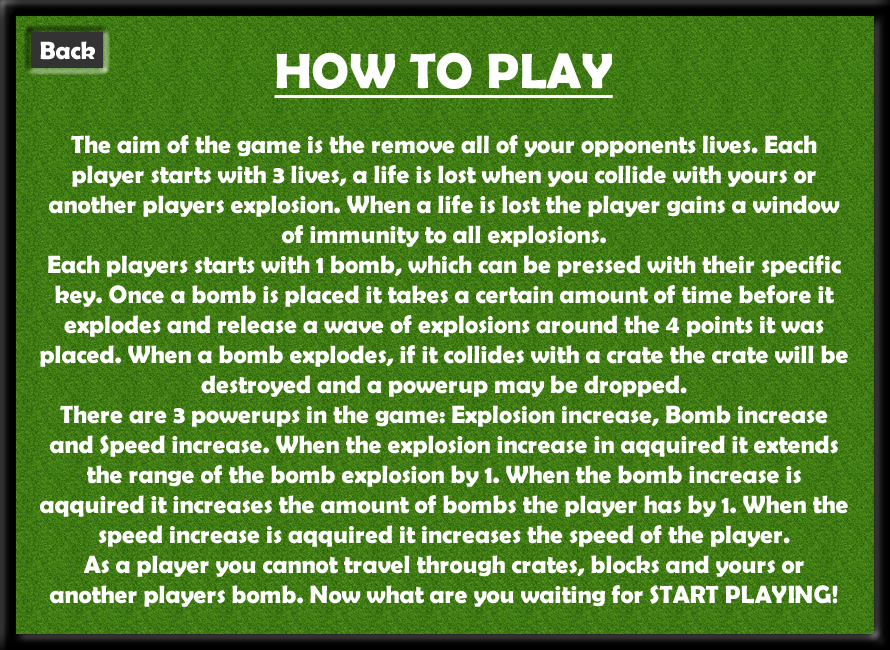 Back
HOW TO PLAY
The aim of the game is the remove all of your opponents lives. Each
player starts with 3 lives, a life is lost when you collide with yours or
another players explosion. When a life is lost the player gains a window
of immunity to all explosions.
Each players starts with 1 bomb, which can be pressed with their specific
key. Once a bomb is placed it takes a certain amount of time before it
explodes and release a wave of explosions around the 4 points it was
placed. When a bomb explodes, if it collides with a crate the crate will be
destroyed and a powerup may be dropped.
There are 3 powerups in the game: Explosion increase, Bomb increase
and Speed increase. When the explosion increase in aqquired it extends
the range of the bomb explosion by 1. When the bomb increase is
aqquired it increases the amount of bombs the player has by 1. When the
speed increase is aqquired it increases the speed of the player.
As a player you cannot travel through crates, blocks and yours or
another players bomb. Now what are you waiting for START PLAYING!